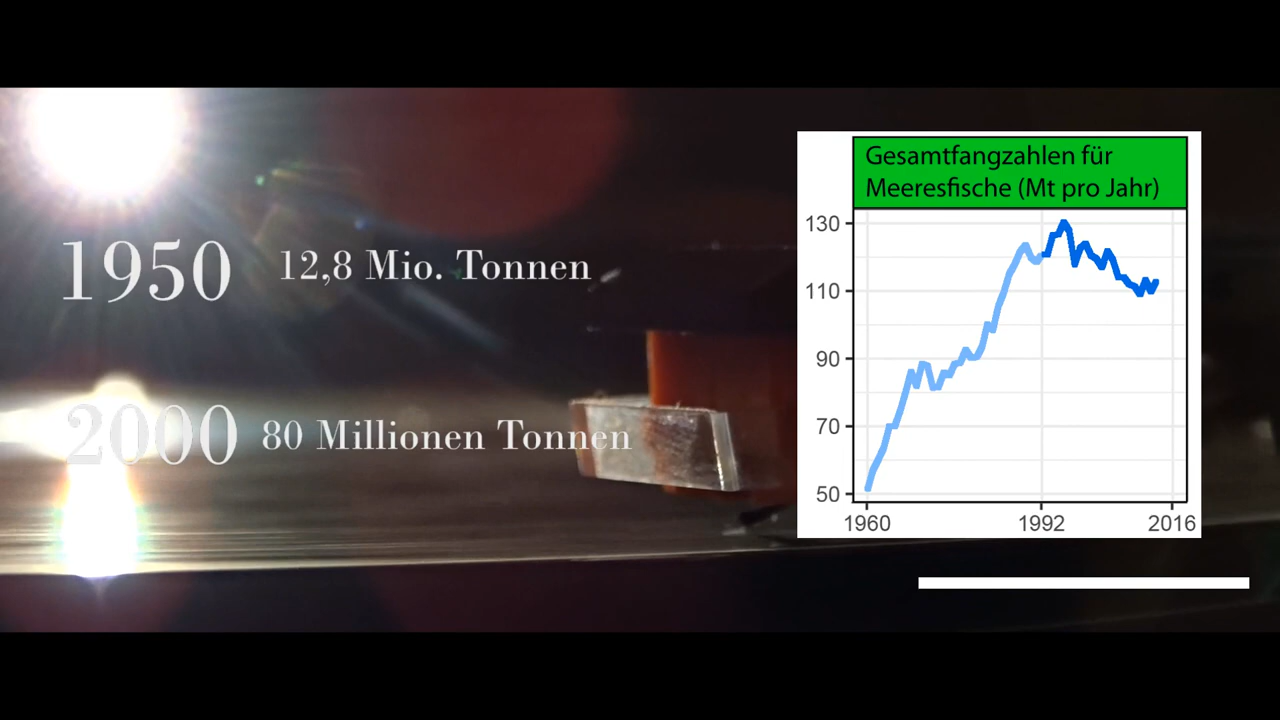 1950 12,8 Mio. Tonnen
2000 80 Millionen Tonnen
Gesamtfangzahlen für
Meeresfische (Mt pro Jahr)
130
110
90
70
50
1960 1992 2016